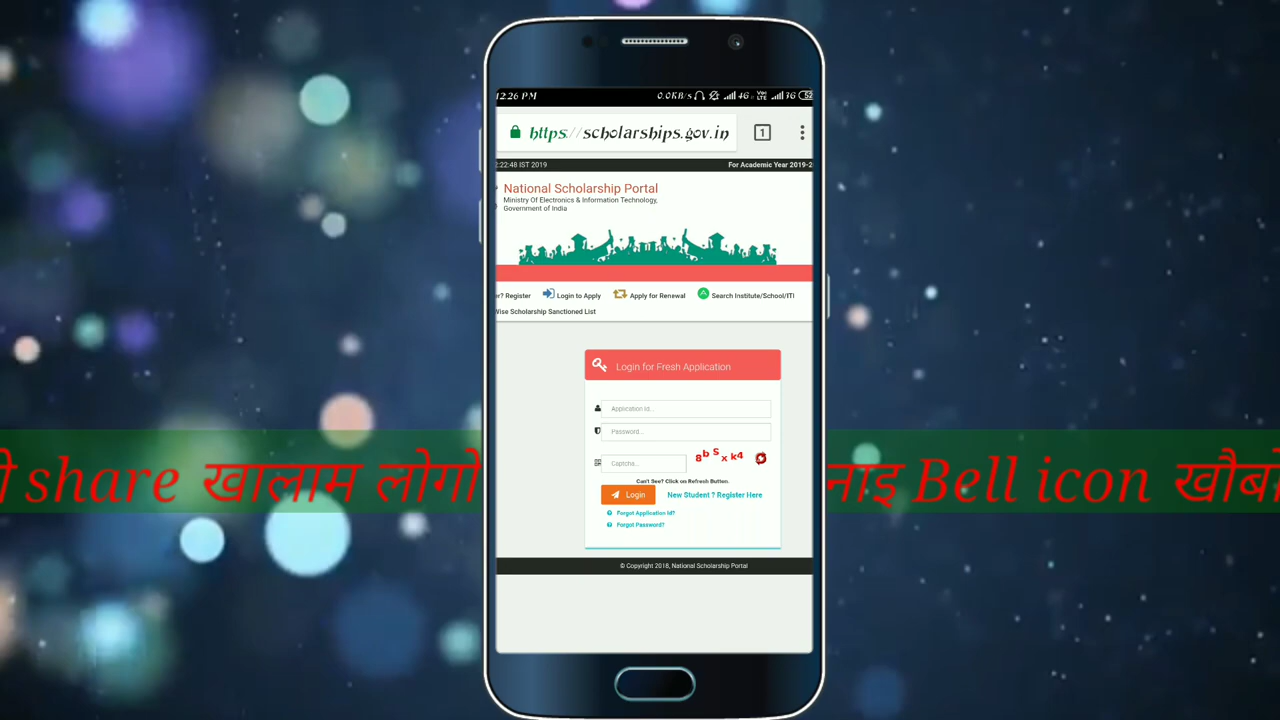 12:26 PM 0.0KB/s 4G VoLTE 3G 52
https://scholarships.gov.in 1
:22:48 IST 2019 For Academic Year 2019-2
National Scholarship Portal
Ministry Of Electronics & Information Technology,
Government of India
er? Register Login to Apply Apply for Renewal Search Institute/School/ITI
Wise Scholarship Sanctioned List
Login for Fresh Application
Application Id...
Password...
Captcha... 8bSxk4
Can't See? Click on Refresh Button.
Login New Student ? Register Here
Forgot Application Id?
Forgot Password?
© Copyright 2018, National Scholarship Portal
share खालाम लोगो नाइ Bell icon खौबो